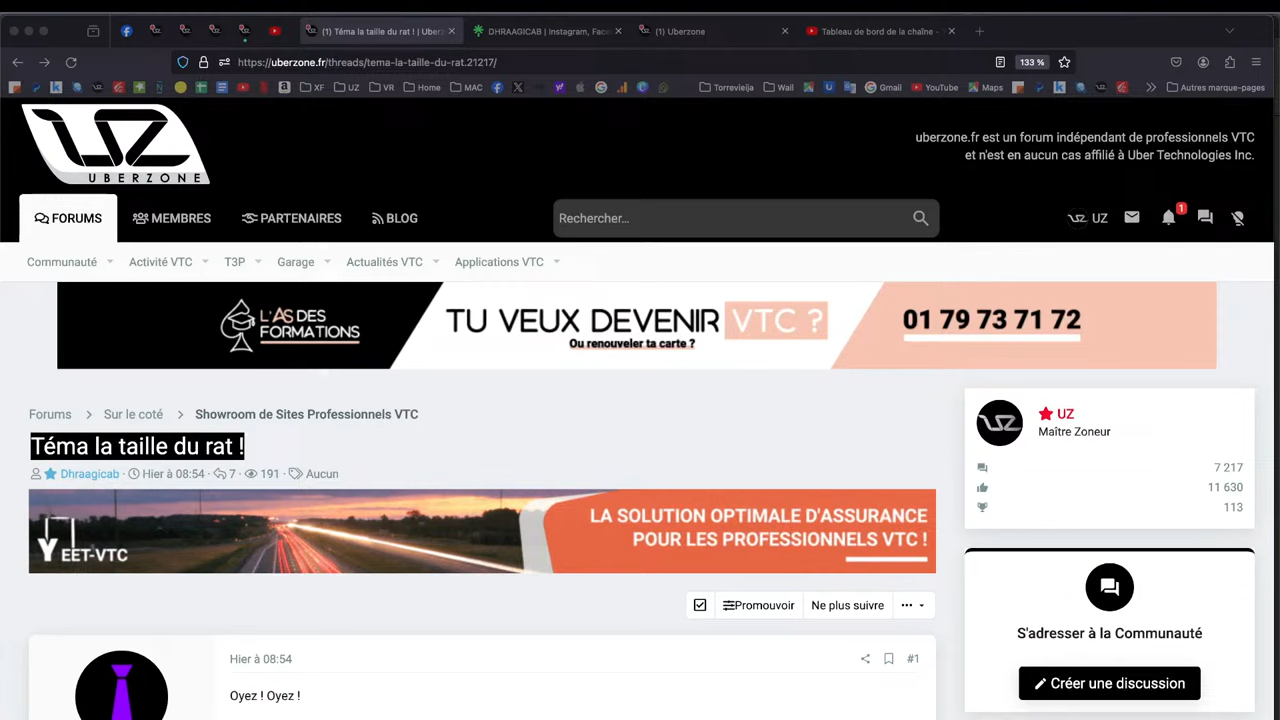 (1) Téma la taille du rat ! | Uber
DHRAAGICAB | Instagram, Face
(1) Uberzone
Tableau de bord de la chaîne -
https://uberzone.fr/threads/tema-la-taille-du-rat.21217/
133 %
XF
UZ
VR
Home
MAC
Torrevieja
Wail
Gmail
YouTube
Maps
Autres marque-pages
UZ
UBERZONE
uberzone.fr est un forum indépendant de professionnels VTC
et n'est en aucun cas affilié à Uber Technologies Inc.
FORUMS
MEMBRES
PARTENAIRES
BLOG
Rechercher…
UZ
1
Communauté
Activité VTC
T3P
Garage
Actualités VTC
Applications VTC
L'AS DES
FORMATIONS
TU VEUX DEVENIR VTC ?
Ou renouveler ta carte ?
01 79 73 71 72
Forums
Sur le coté
Showroom de Sites Professionnels VTC
Téma la taille du rat !
Dhraagicab
Hier à 08:54
7
191
Aucun
YEET-VTC
LA SOLUTION OPTIMALE D'ASSURANCE
POUR LES PROFESSIONNELS VTC !
Promouvoir
Ne plus suivre
Hier à 08:54
#1
Oyez ! Oyez !
UZ
UZ
Maître Zoneur
7 217
11 630
113
S'adresser à la Communauté
Créer une discussion